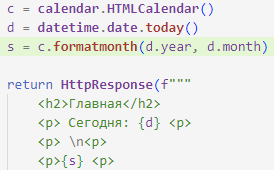 c = calendar.HTMLCalendar()
d = datetime.date.today()
s = c.formatmonth(d.year, d.month)
return HttpResponse(f"""
<h2>Главная</h2>
<p> Сегодня: {d} <p>
<p> \n<p>
<p>{s} <p>